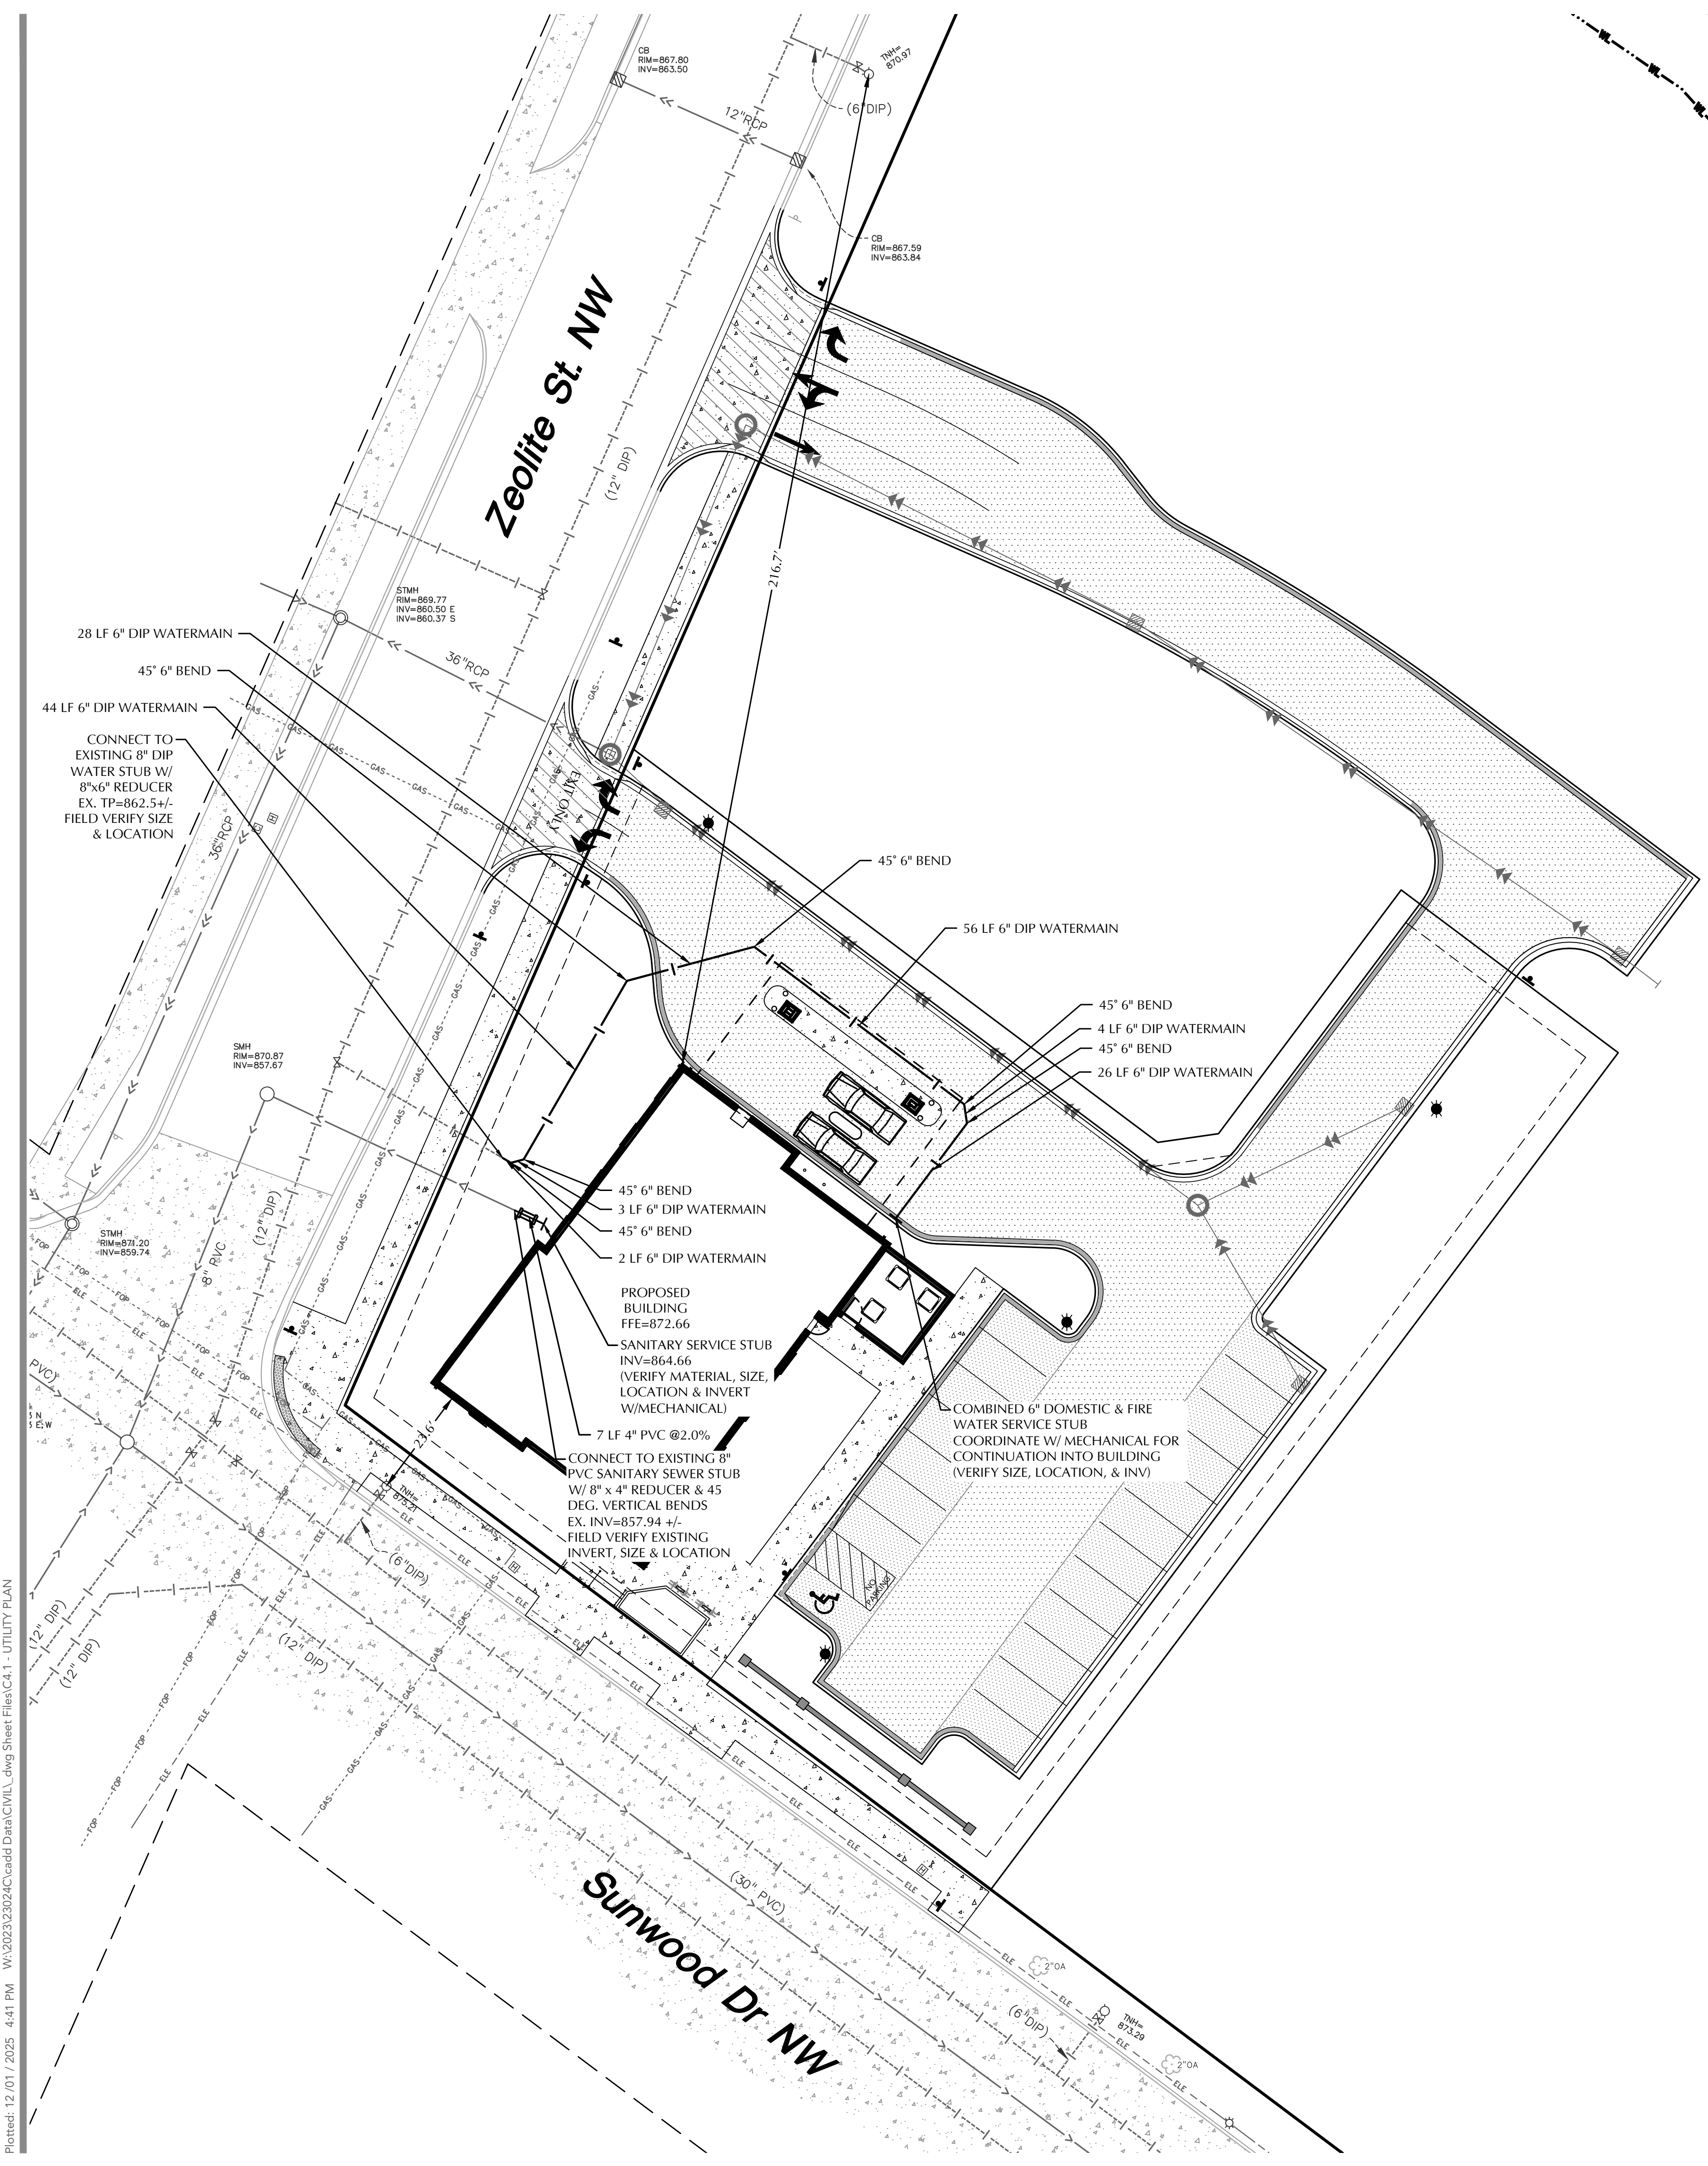 CB
RIM=867.80
INV=863.50
TNH=
870.97
(6"DIP)
12"RCP
CB
RIM=867.59
INV=863.84
Zeolite St. NW
(12" DIP)
216.7'
STMH
RIM=869.77
INV=860.50 E
INV=860.37 S
36"RCP
28 LF 6" DIP WATERMAIN
45° 6" BEND
44 LF 6" DIP WATERMAIN
CONNECT TO
EXISTING 8" DIP
WATER STUB W/
8"x6" REDUCER
EX. TP=862.5+/-
FIELD VERIFY SIZE
& LOCATION
GAS
EXIT ONLY
36"RCP
H
45° 6" BEND
56 LF 6" DIP WATERMAIN
45° 6" BEND
4 LF 6" DIP WATERMAIN
45° 6" BEND
26 LF 6" DIP WATERMAIN
SMH
RIM=870.87
INV=857.67
45° 6" BEND
3 LF 6" DIP WATERMAIN
45° 6" BEND
2 LF 6" DIP WATERMAIN
STMH
RIM=871.20
INV=859.74
8" PVC
(12" DIP)
FOP
ELE
PROPOSED
BUILDING
FFE=872.66
SANITARY SERVICE STUB
INV=864.66
(VERIFY MATERIAL, SIZE,
LOCATION & INVERT
W/MECHANICAL)
7 LF 4" PVC @2.0%
CONNECT TO EXISTING 8"
PVC SANITARY SEWER STUB
W/ 8" x 4" REDUCER & 45
DEG. VERTICAL BENDS
EX. INV=857.94 +/-
FIELD VERIFY EXISTING
INVERT, SIZE & LOCATION
COMBINED 6" DOMESTIC & FIRE
WATER SERVICE STUB
COORDINATE W/ MECHANICAL FOR
CONTINUATION INTO BUILDING
(VERIFY SIZE, LOCATION, & INV)
PVC)
23.6'
TNH=
875.21
(6"DIP)
NO
PARKING
(12" DIP)
(12" DIP)
(12" DIP)
(30" PVC)
Sunwood Dr NW
H
2"OA
(6"DIP)
TNH=
873.29
2"OA
Plotted: 12 /01 / 2025 4:41 PM W:\2023\23024C\cadd Data\CIVIL\_dwg Sheet Files\C4.1 - UTILITY PLAN